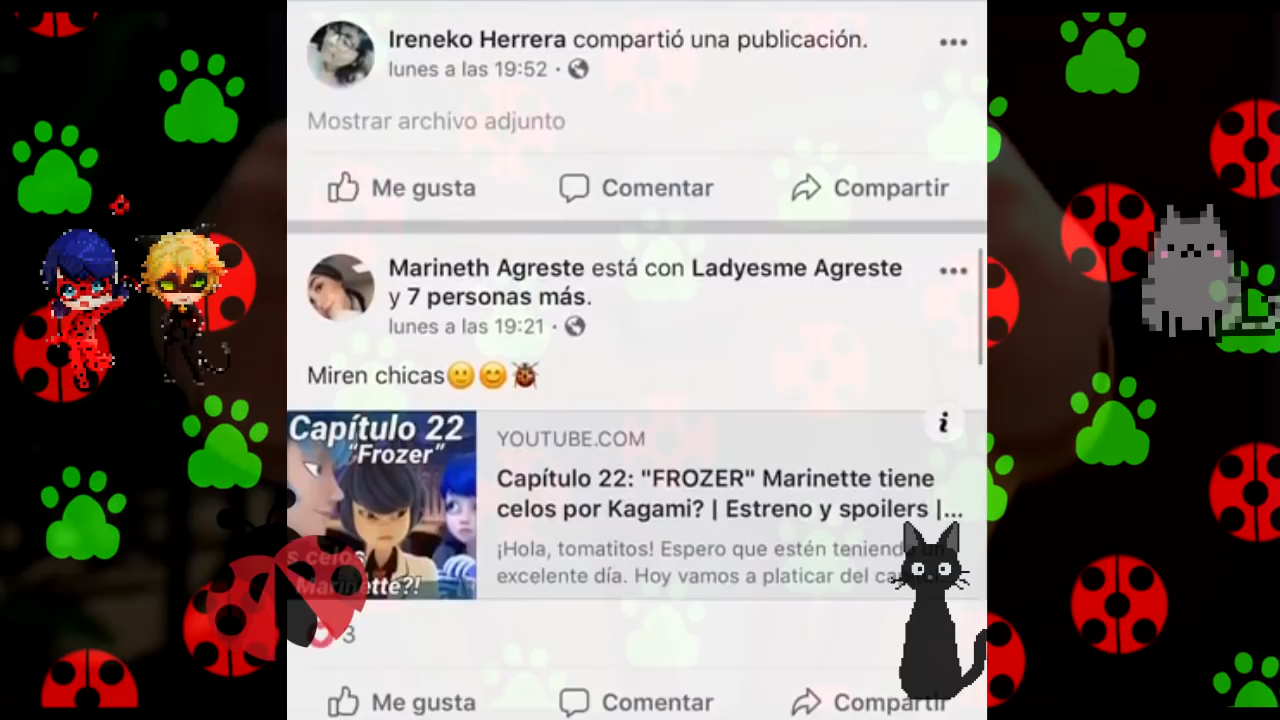 Ireneko Herrera compartió una publicación.
lunes a las 19:52 ·
Mostrar archivo adjunto
Me gusta
Comentar
Compartir
Marineth Agreste está con Ladyesme Agreste
y 7 personas más.
lunes a las 19:21 ·
Miren chicas🙂😊🐞
Capítulo 22
"Frozer"
s celos
Marinette?!
YOUTUBE.COM
Capítulo 22: "FROZER" Marinette tiene
celos por Kagami? | Estreno y spoilers |...
¡Hola, tomatitos! Espero que estén teniendo un
excelente día. Hoy vamos a platicar del
3
Me gusta
Comentar
Compartir